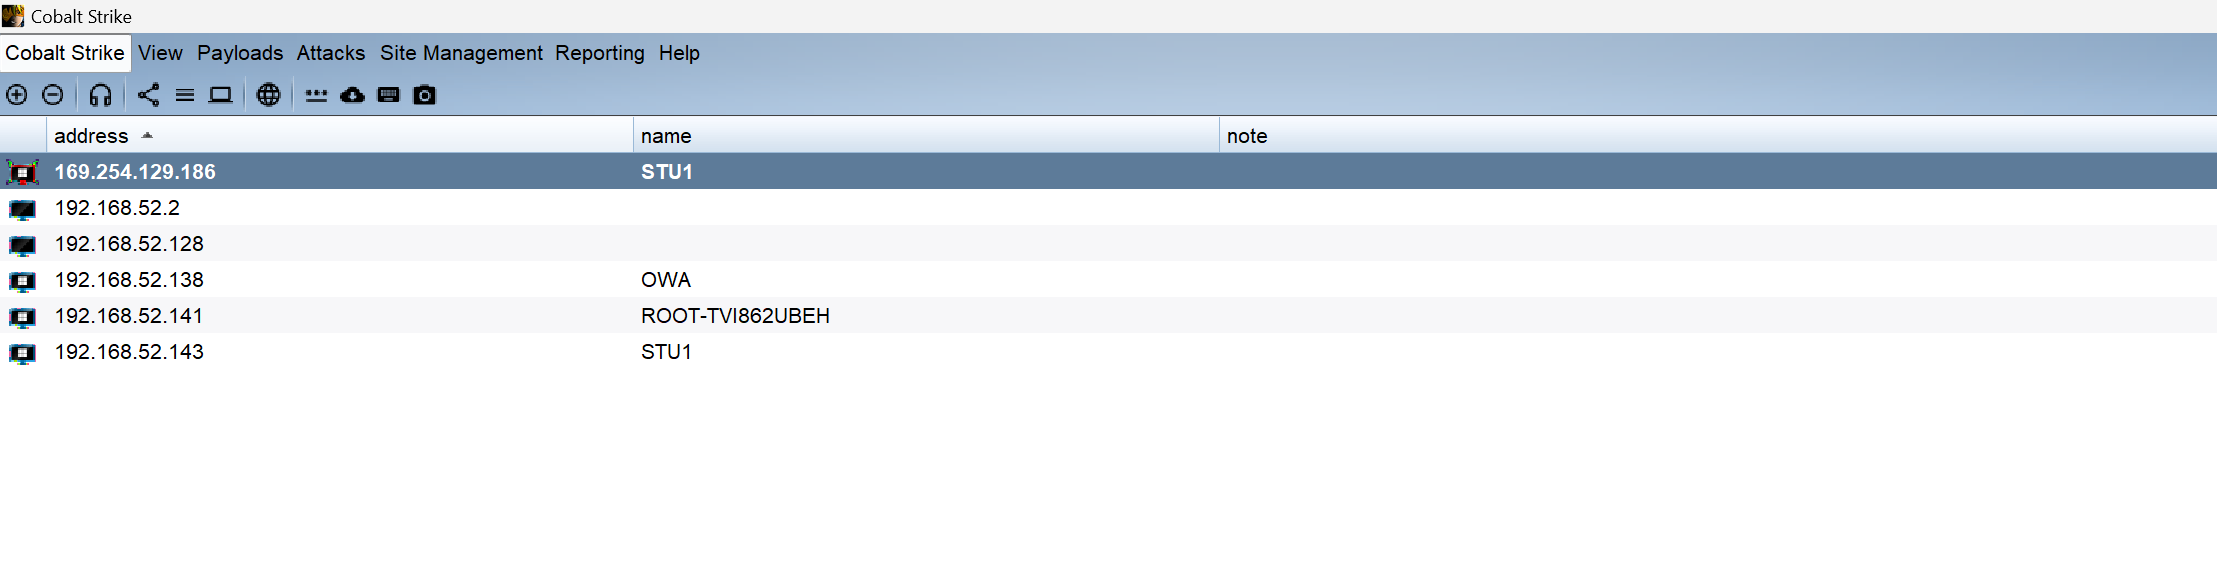 Cobalt Strike
Cobalt Strike View Payloads Attacks Site Management Reporting Help
address name note
169.254.129.186 STU1
192.168.52.2
192.168.52.128
192.168.52.138 OWA
192.168.52.141 ROOT-TVI862UBEH
192.168.52.143 STU1